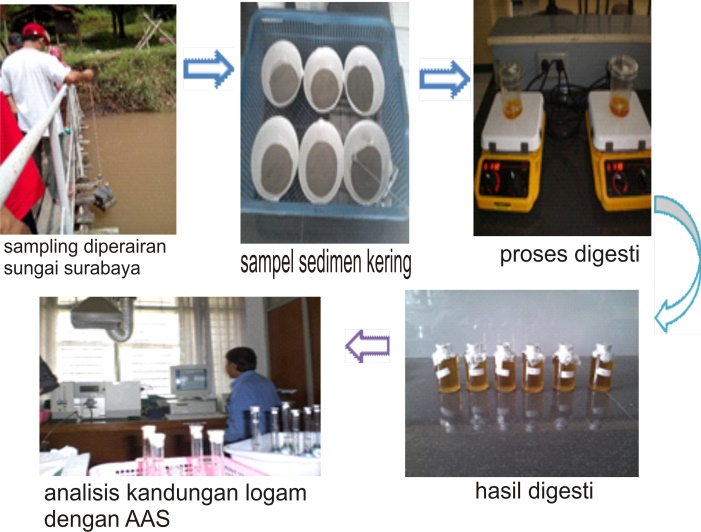 sampling diperairan
sungai surabaya
sampel sedimen kering
proses digesti
hasil digesti
analisis kandungan logam
dengan AAS